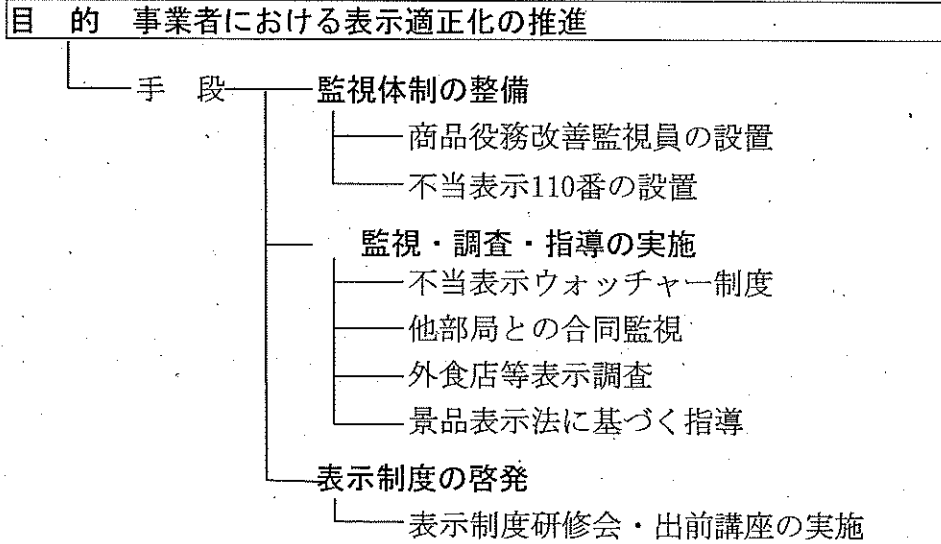 目　的　事業者における表示適正化の推進
手　段　監視体制の整備
商品役務改善監視員の設置
不当表示110番の設置
監視・調査・指導の実施
不当表示ウォッチャー制度
他部局との合同監視
外食店等表示調査
景品表示法に基づく指導
表示制度の啓発
表示制度研修会・出前講座の実施